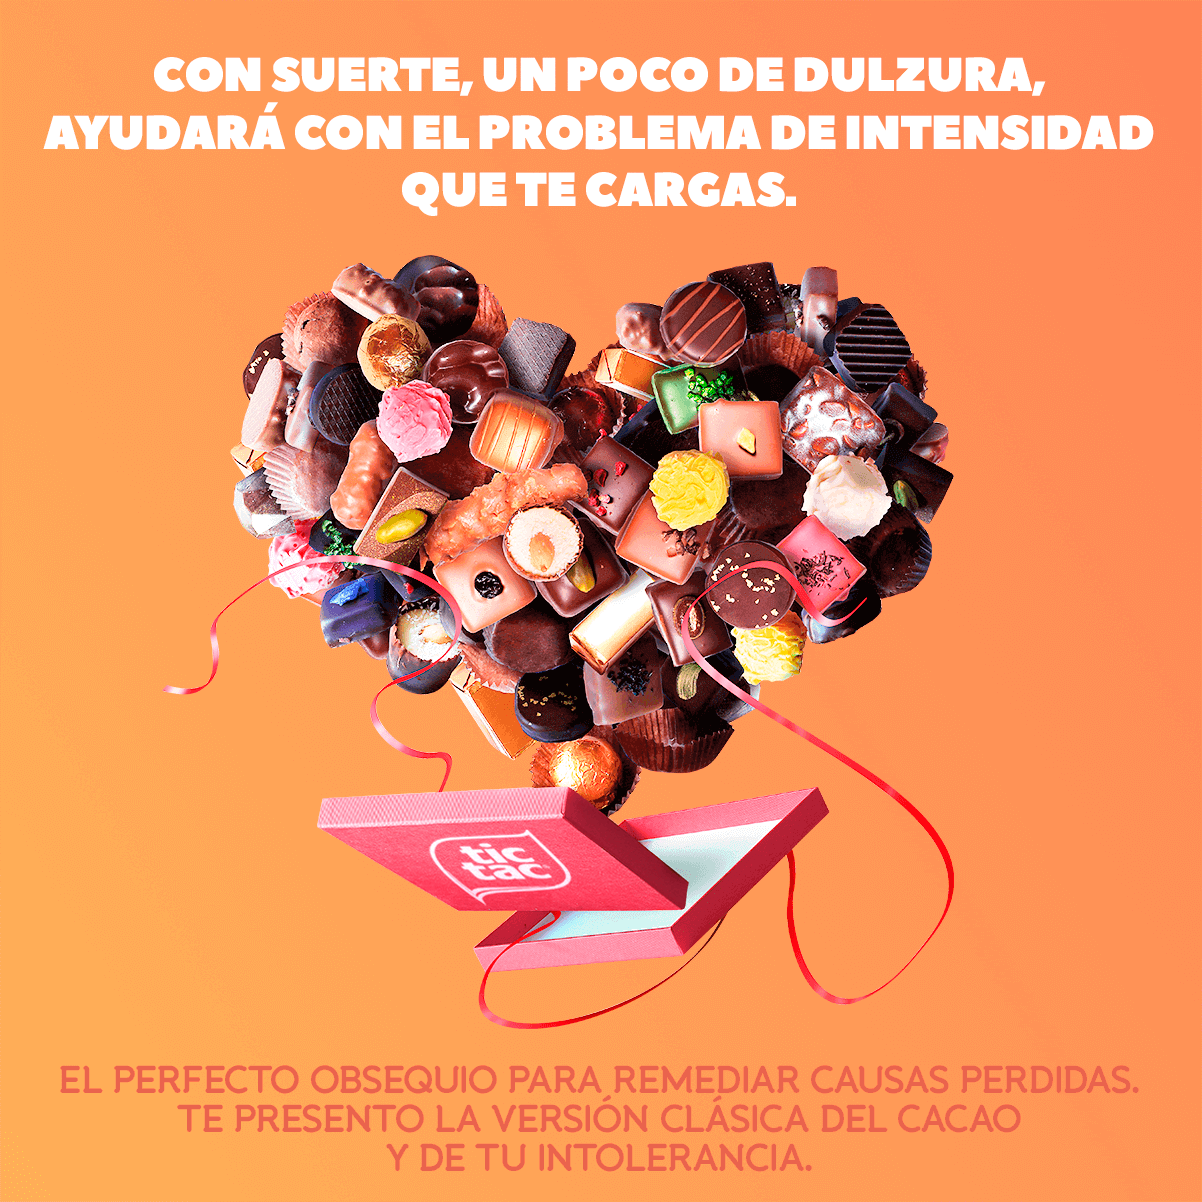 CON SUERTE, UN POCO DE DULZURA,
AYUDARÁ CON EL PROBLEMA DE INTENSIDAD
QUE TE CARGAS.
tic
tac
EL PERFECTO OBSEQUIO PARA REMEDIAR CAUSAS PERDIDAS.
TE PRESENTO LA VERSIÓN CLÁSICA DEL CACAO
Y DE TU INTOLERANCIA.